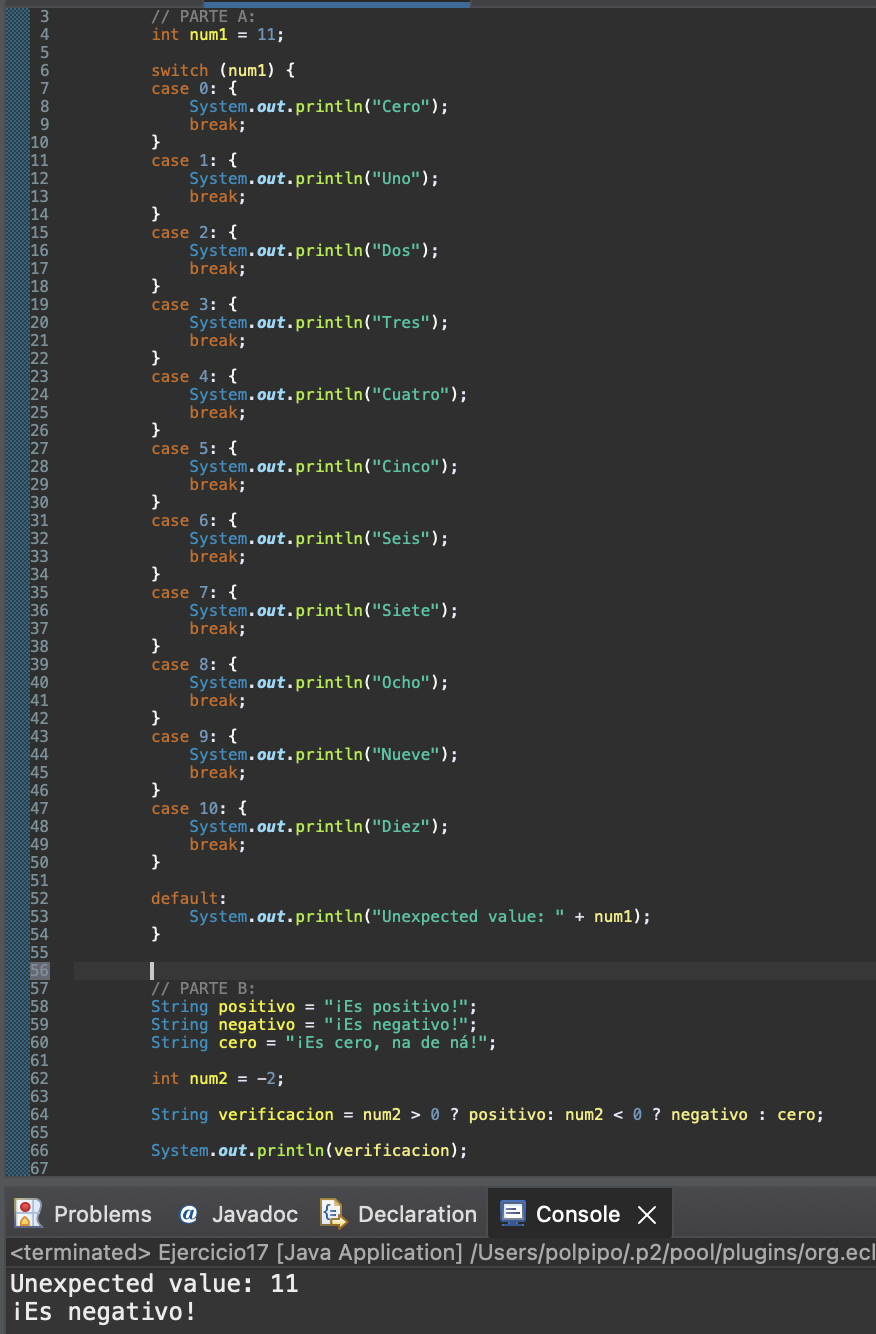 3 // PARTE A:
4 int num1 = 11;
5
6 switch (num1) {
7 case 0: {
8 System.out.println("Cero");
9 break;
10 }
11 case 1: {
12 System.out.println("Uno");
13 break;
14 }
15 case 2: {
16 System.out.println("Dos");
17 break;
18 }
19 case 3: {
20 System.out.println("Tres");
21 break;
22 }
23 case 4: {
24 System.out.println("Cuatro");
25 break;
26 }
27 case 5: {
28 System.out.println("Cinco");
29 break;
30 }
31 case 6: {
32 System.out.println("Seis");
33 break;
34 }
35 case 7: {
36 System.out.println("Siete");
37 break;
38 }
39 case 8: {
40 System.out.println("Ocho");
41 break;
42 }
43 case 9: {
44 System.out.println("Nueve");
45 break;
46 }
47 case 10: {
48 System.out.println("Diez");
49 break;
50 }
51
52 default:
53 System.out.println("Unexpected value: " + num1);
54 }
55
56
57 // PARTE B:
58 String positivo = "¡Es positivo!";
59 String negativo = "¡Es negativo!";
60 String cero = "¡Es cero, na de ná!";
61
62 int num2 = -2;
63
64 String verificacion = num2 > 0 ? positivo: num2 < 0 ? negativo : cero;
65
66 System.out.println(verificacion);
67
Problems @ Javadoc Declaration Console
<terminated> Ejercicio17 [Java Application] /Users/polpipo/.p2/pool/plugins/org.ecl
Unexpected value: 11
¡Es negativo!